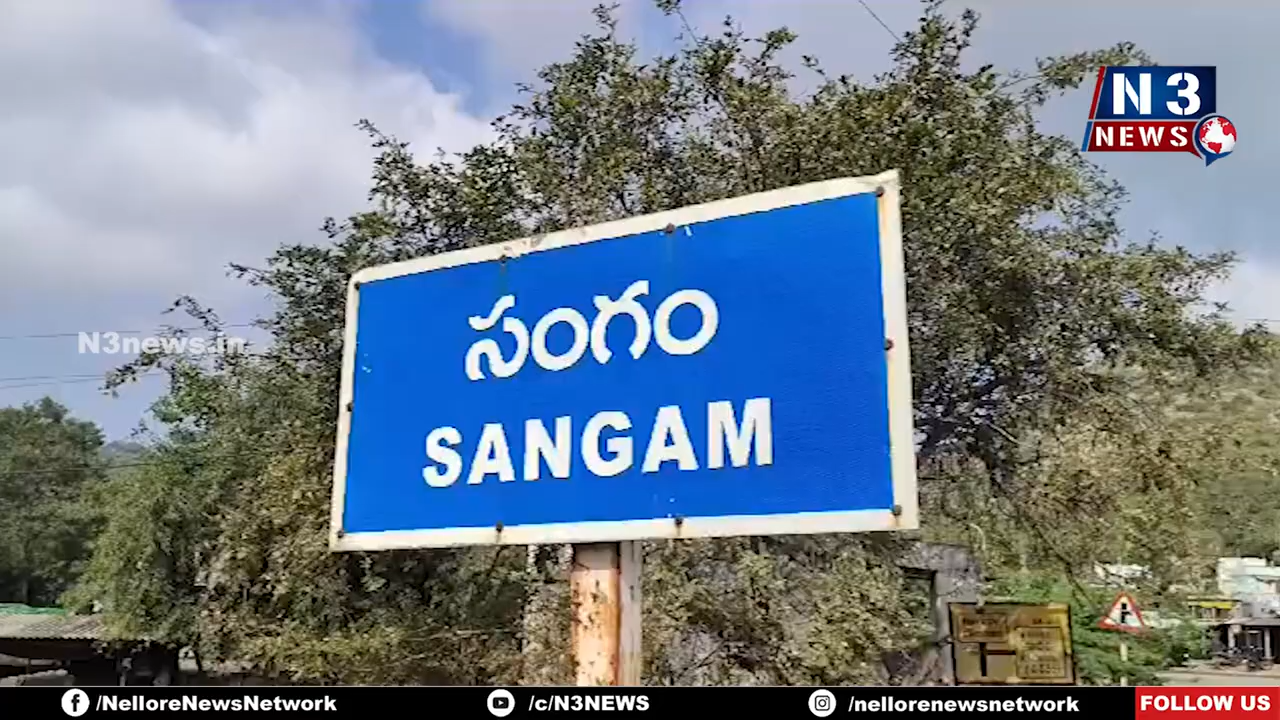 N3
NEWS
సంగం
N3news.in
SANGAM
/NelloreNewsNetwork
/c/N3NEWS
/nellorenewsnetwork
FOLLOW US